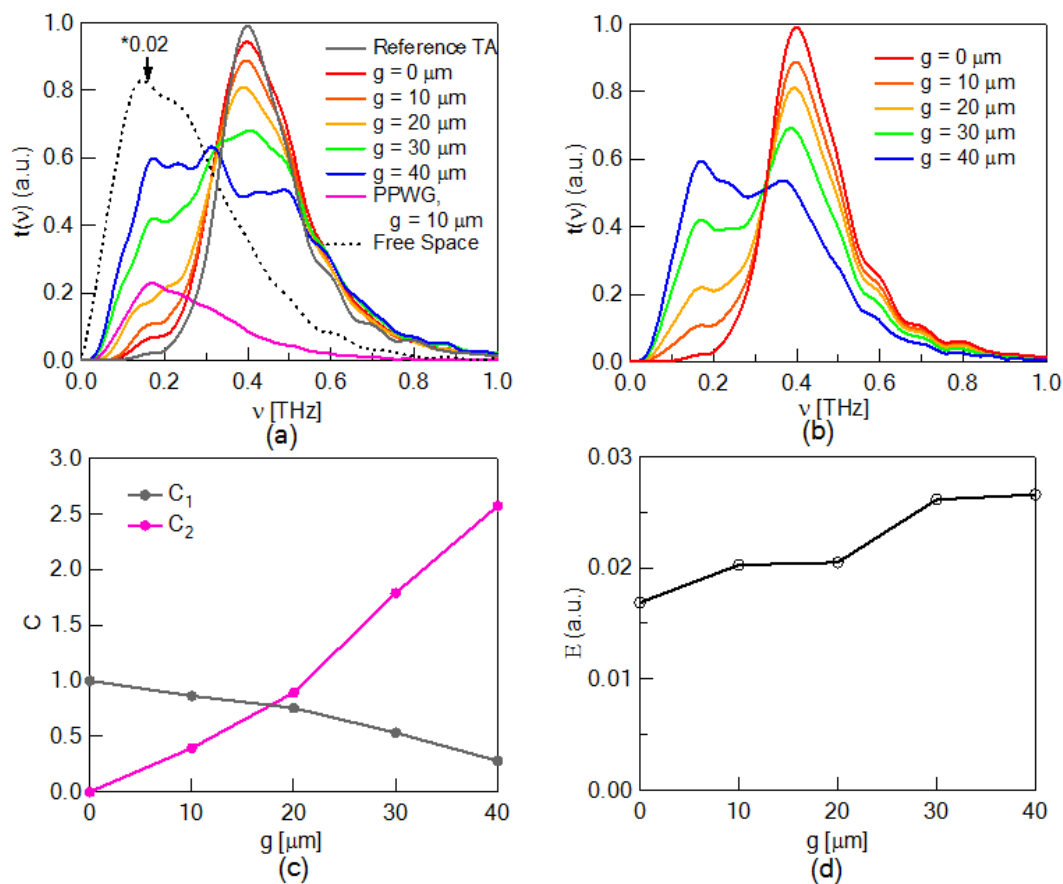 1.0
0.8
0.6
0.4
0.2
0.0
t(ν) (a.u.)
*0.02
Reference TA
g = 0 μm
g = 10 μm
g = 20 μm
g = 30 μm
g = 40 μm
PPWG,
g = 10 μm
Free Space
0.0 0.2 0.4 0.6 0.8 1.0
ν [THz]
(a)
1.0
0.8
0.6
0.4
0.2
0.0
t(ν) (a.u.)
g = 0 μm
g = 10 μm
g = 20 μm
g = 30 μm
g = 40 μm
0.0 0.2 0.4 0.6 0.8 1.0
ν [THz]
(b)
3.0
2.5
2.0
1.5
1.0
0.5
0.0
C
C1
C2
0 10 20 30 40
g [μm]
(c)
0.03
0.02
0.01
0.00
E (a.u.)
0 10 20 30 40
g [μm]
(d)